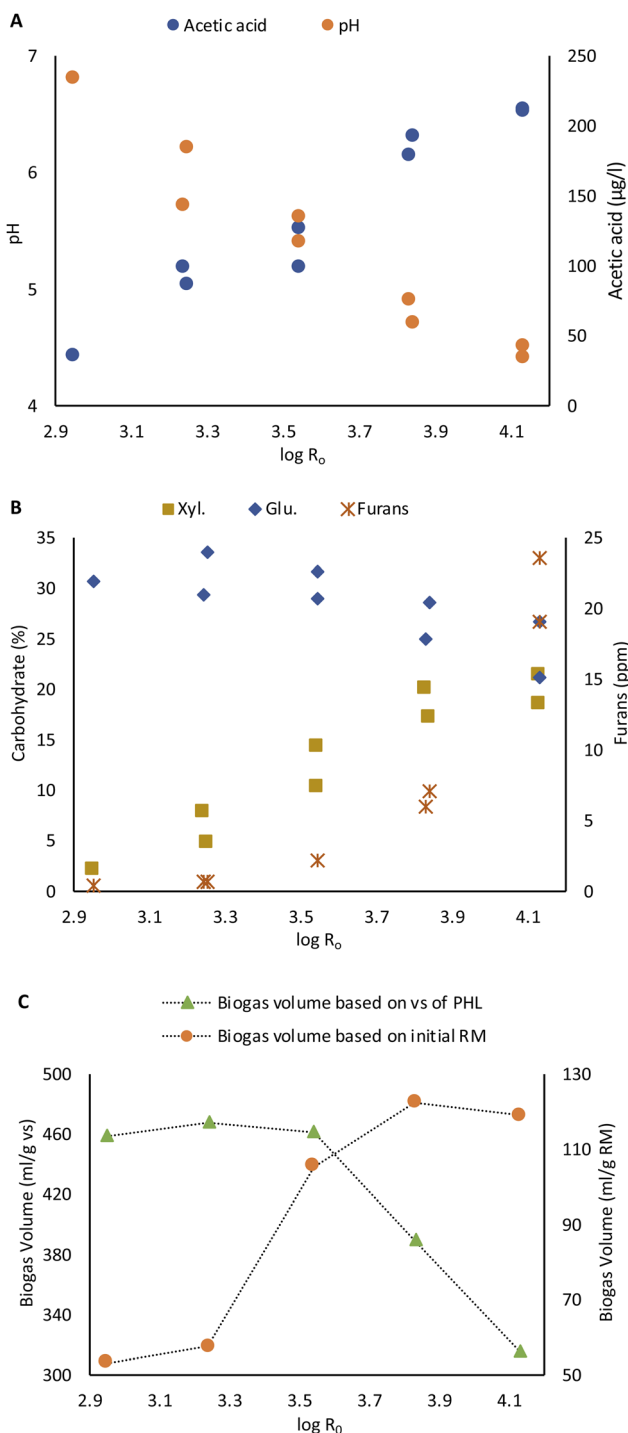 A
Acetic acid pH
7 250
200
6
150
pH Acetic acid (µg/l)
100
5
50
4 0
2.9 3.1 3.3 3.5 3.7 3.9 4.1
log Ro
B
Xyl. Glu. Furans
35 25
30
20
25
Carbohydrate (%) Furans (ppm)
20 15
15
10
10
5
5
0 0
2.9 3.1 3.3 3.5 3.7 3.9 4.1
log Ro
C
Biogas volume based on vs of PHL
Biogas volume based on initial RM
500 130
460
110
420
Biogas Volume (ml/g vs) Biogas Volume (ml/g RM)
90
380
70
340
300 50
2.9 3.1 3.3 3.5 3.7 3.9 4.1
log R0